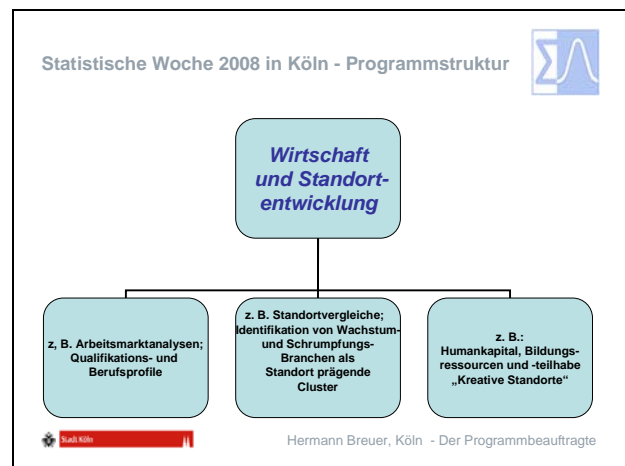 Statistische Woche 2008 in Köln - Programmstruktur
Wirtschaft
und Standort-
entwicklung
z, B. Arbeitsmarktanalysen;
Qualifikations- und
Berufsprofile
z. B. Standortvergleiche;
Identifikation von Wachstum-
und Schrumpfungs-
Branchen als
Standort prägende
Cluster
z. B.:
Humankapital, Bildungs-
ressourcen und -teilhabe
„Kreative Standorte“
Stadt Köln
Hermann Breuer, Köln - Der Programmbeauftragte